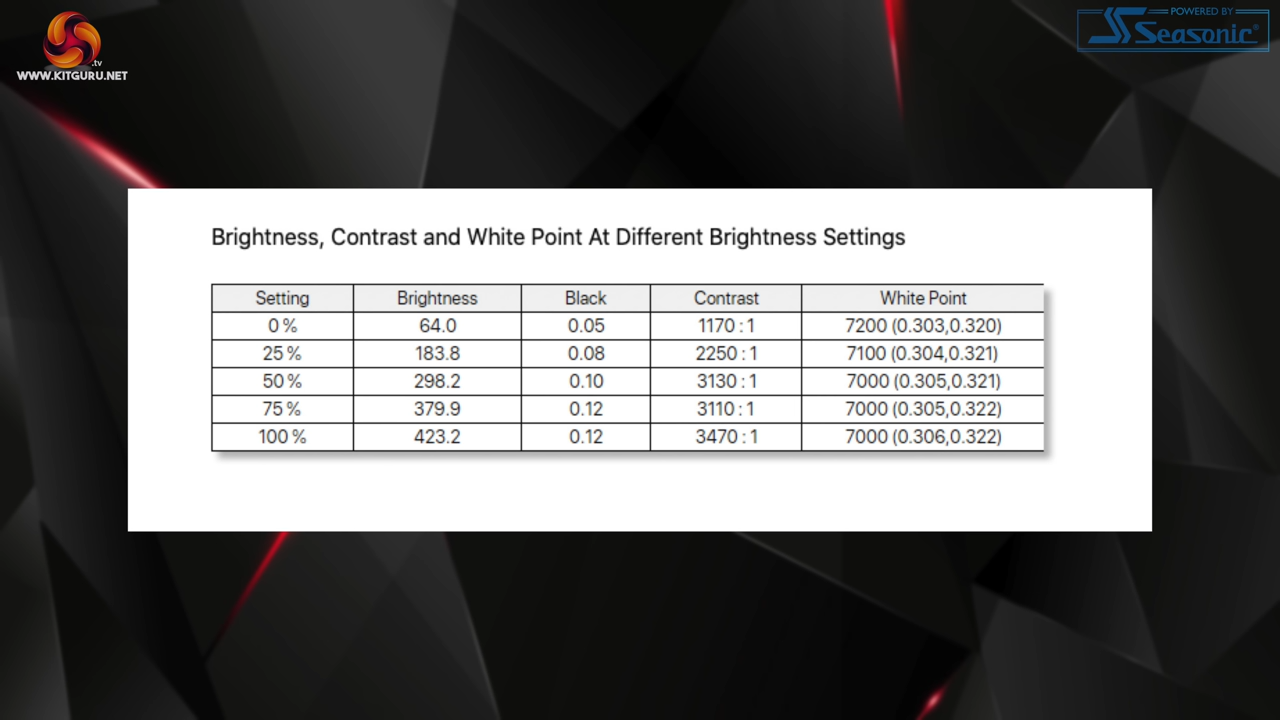 .tv
WWW.KITGURU.NET
POWERED BY
Seasonic®
Brightness, Contrast and White Point At Different Brightness Settings
Setting Brightness Black Contrast White Point
0 % 64.0 0.05 1170 : 1 7200 (0.303,0.320)
25 % 183.8 0.08 2250 : 1 7100 (0.304,0.321)
50 % 298.2 0.10 3130 : 1 7000 (0.305,0.321)
75 % 379.9 0.12 3110 : 1 7000 (0.305,0.322)
100 % 423.2 0.12 3470 : 1 7000 (0.306,0.322)